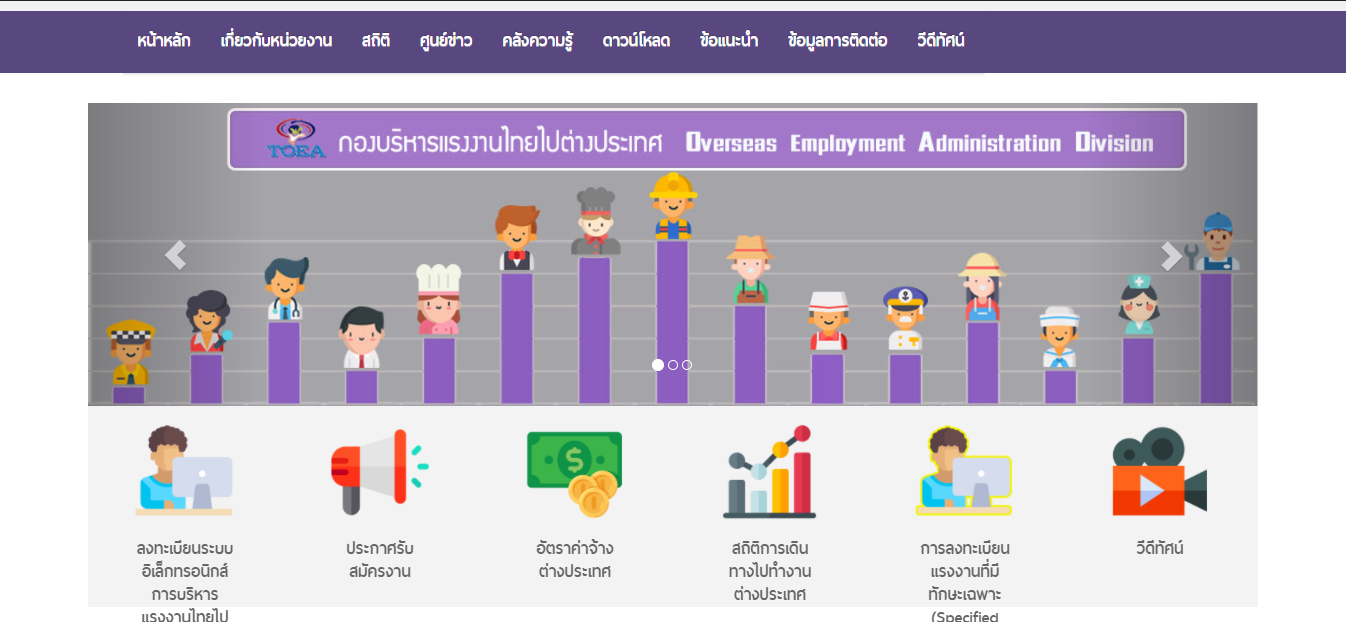 หน้าหลัก เกี่ยวกับหน่วยงาน สถิติ ศูนย์ข่าว คลังความรู้ ดาวน์โหลด ข้อแนะนำ ข้อมูลการติดต่อ วีดีทัศน์
TOEA กองบริหารแรงงานไทยไปต่างประเทศ Overseas Employment Administration Division
ลงทะเบียนระบบ
อิเล็กทรอนิกส์
การบริหาร
แรงงานไทยไป
ประกาศรับ
สมัครงาน
อัตราค่าจ้าง
ต่างประเทศ
สถิติการเดิน
ทางไปทำงาน
ต่างประเทศ
การลงทะเบียน
แรงงานที่มี
ทักษะเฉพาะ
(Specified
วีดีทัศน์